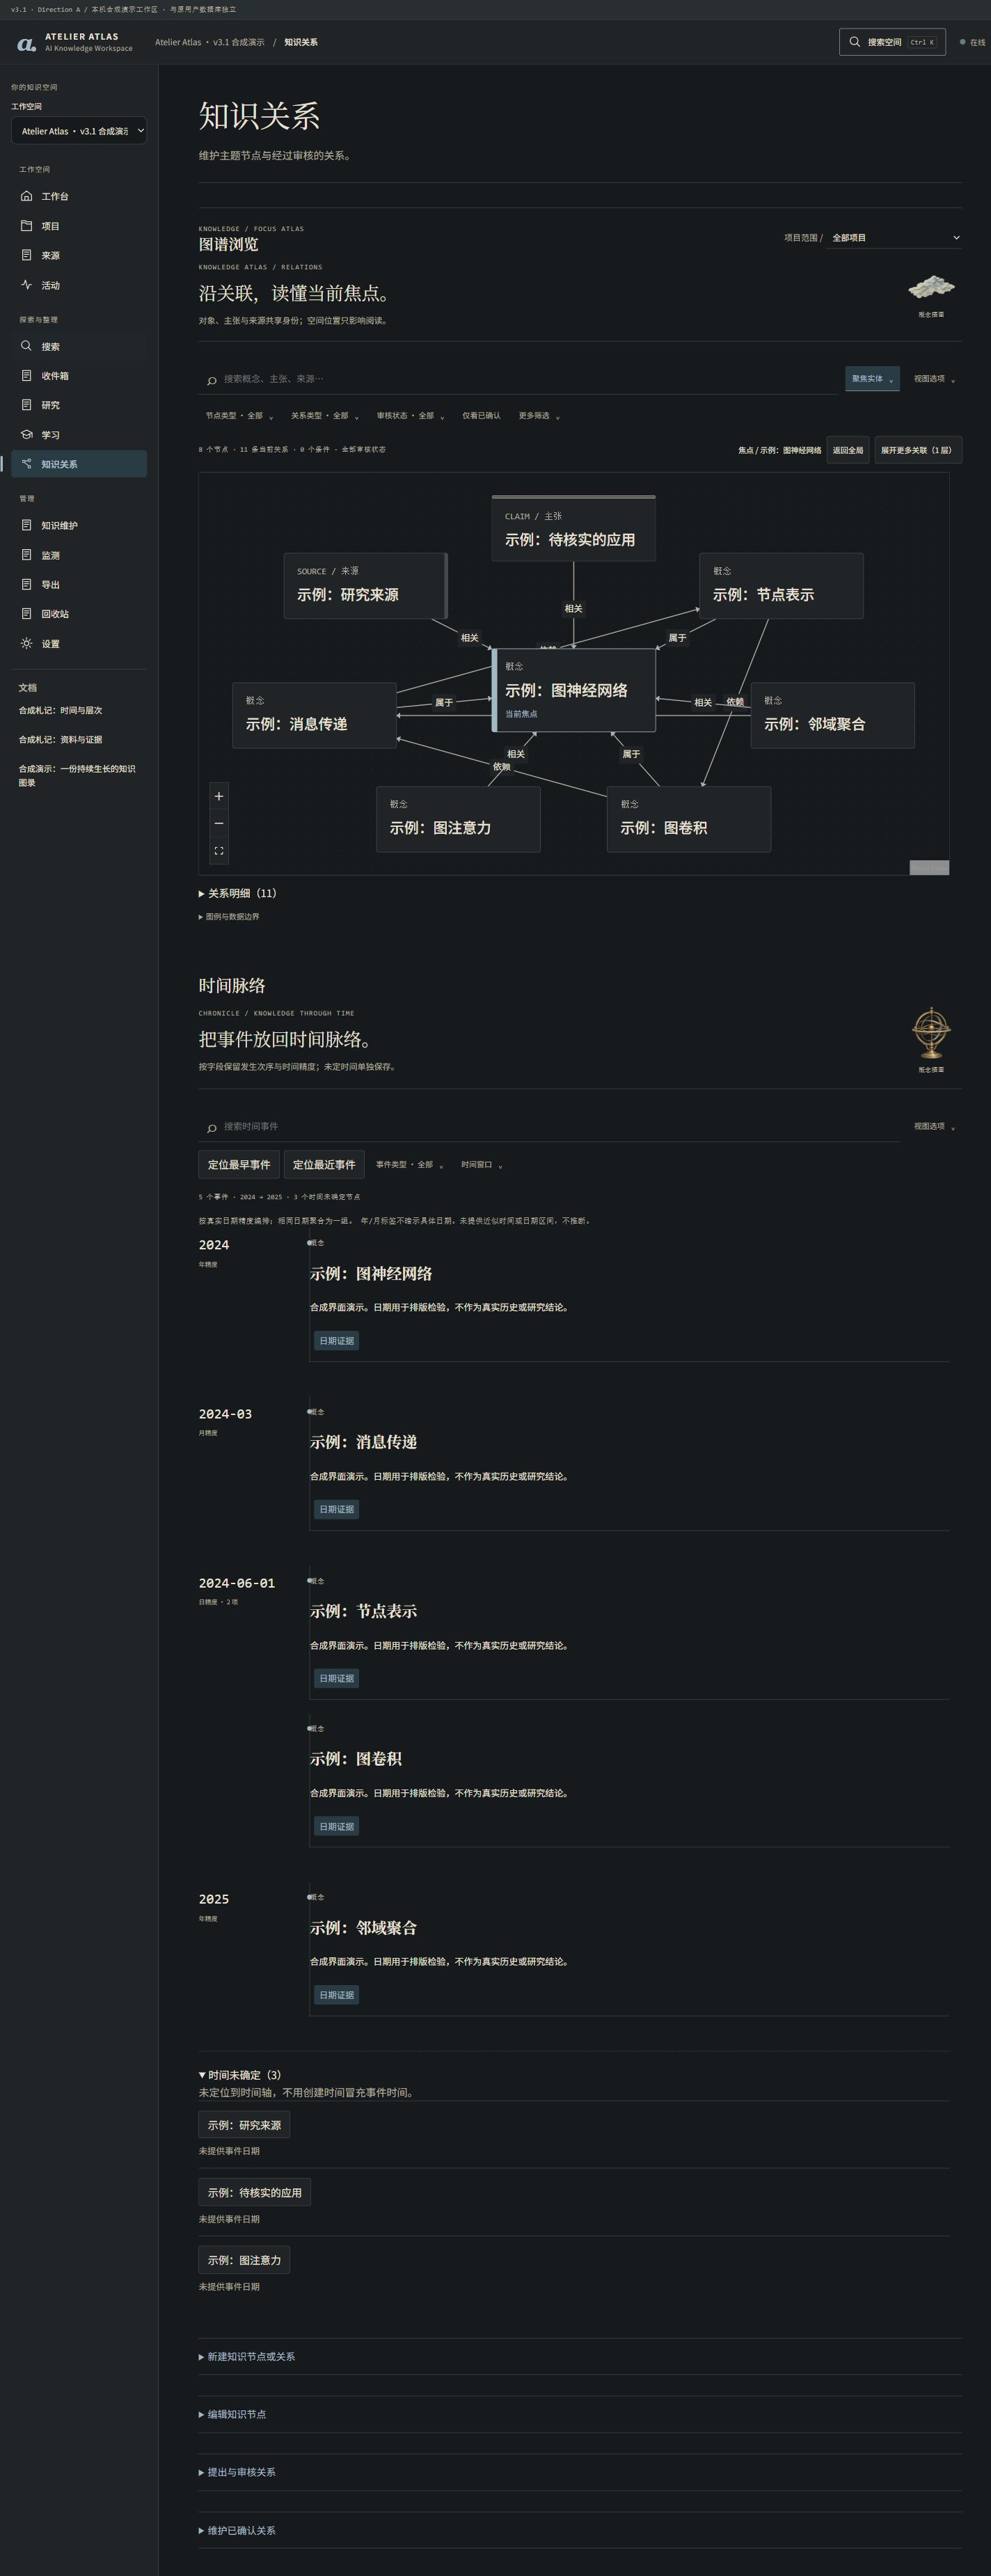 v3.1 · Direction A / 本机合成演示工作区 · 与原用户数据库独立
a.
ATELIER ATLAS
AI Knowledge Workspace
Atelier Atlas · v3.1 合成演示 / 知识关系
搜索空间 Ctrl K
在线
你的知识空间
工作空间
Atelier Atlas · v3.1 合成演示
工作空间
工作台
项目
来源
活动
探索与整理
搜索
收件箱
研究
学习
知识关系
管理
知识维护
监测
导出
回收站
设置
文档
合成札记：时间与层次
合成札记：资料与证据
合成演示：一份持续生长的知识
图录
知识关系
维护主题节点与经过审核的关系。
KNOWLEDGE / FOCUS ATLAS
图谱浏览
项目范围 / 全部项目
KNOWLEDGE ATLAS / RELATIONS
沿关联，读懂当前焦点。
对象、主张与来源共享身份；空间位置只影响阅读。
概念插画
搜索概念、主张、来源…
聚焦实体
视图选项
节点类型 · 全部
关系类型 · 全部
审核状态 · 全部
仅看已确认
更多筛选
8 个节点 · 11 条当前关系 · 0 个条件 · 全部审核状态
焦点 / 示例：图神经网络
返回全局
展开更多关联（1 层）
CLAIM / 主张
示例：待核实的应用
SOURCE / 来源
示例：研究来源
概念
示例：节点表示
相关
相关
属于
依赖
概念
示例：图神经网络
当前焦点
概念
示例：消息传递
属于
相关
依赖
概念
示例：邻域聚合
相关
依赖
属于
概念
示例：图注意力
概念
示例：图卷积
关系明细（11）
图例与数据边界
时间脉络
CHRONICLE / KNOWLEDGE THROUGH TIME
把事件放回时间脉络。
按字段保留发生次序与时间精度；未定时间单独保存。
概念插画
搜索时间事件
视图选项
定位最早事件
定位最近事件
事件类型 · 全部
时间窗口
5 个事件 · 2024 → 2025 · 3 个时间未确定节点
按真实日期精度编排；相同日期聚合为一组。 年/月标签不暗示具体日期。未提供近似时间或日期区间，不推断。
2024
年精度
概念
示例：图神经网络
合成界面演示。日期用于排版检验，不作为真实历史或研究结论。
日期证据
2024-03
月精度
概念
示例：消息传递
合成界面演示。日期用于排版检验，不作为真实历史或研究结论。
日期证据
2024-06-01
日精度 · 2 项
概念
示例：节点表示
合成界面演示。日期用于排版检验，不作为真实历史或研究结论。
日期证据
概念
示例：图卷积
合成界面演示。日期用于排版检验，不作为真实历史或研究结论。
日期证据
2025
年精度
概念
示例：邻域聚合
合成界面演示。日期用于排版检验，不作为真实历史或研究结论。
日期证据
时间未确定（3）
未定位到时间轴，不用创建时间冒充事件时间。
示例：研究来源
未提供事件日期
示例：待核实的应用
未提供事件日期
示例：图注意力
未提供事件日期
新建知识节点或关系
编辑知识节点
提出与审核关系
维护已确认关系